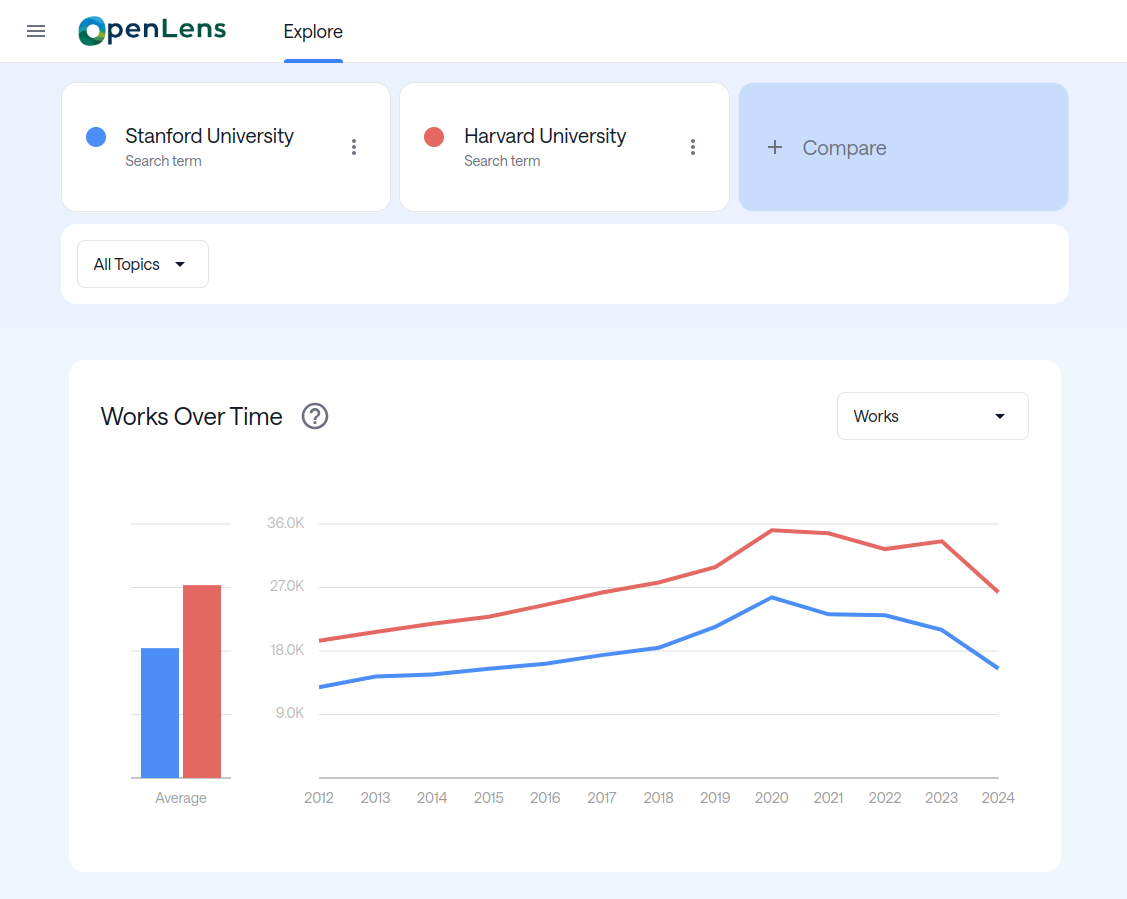 OpenLens
Explore
Stanford University
Search term
Harvard University
Search term
+ Compare
All Topics
Works Over Time ?
Works
36.0K
27.0K
18.0K
9.0K
Average
2012 2013 2014 2015 2016 2017 2018 2019 2020 2021 2022 2023 2024